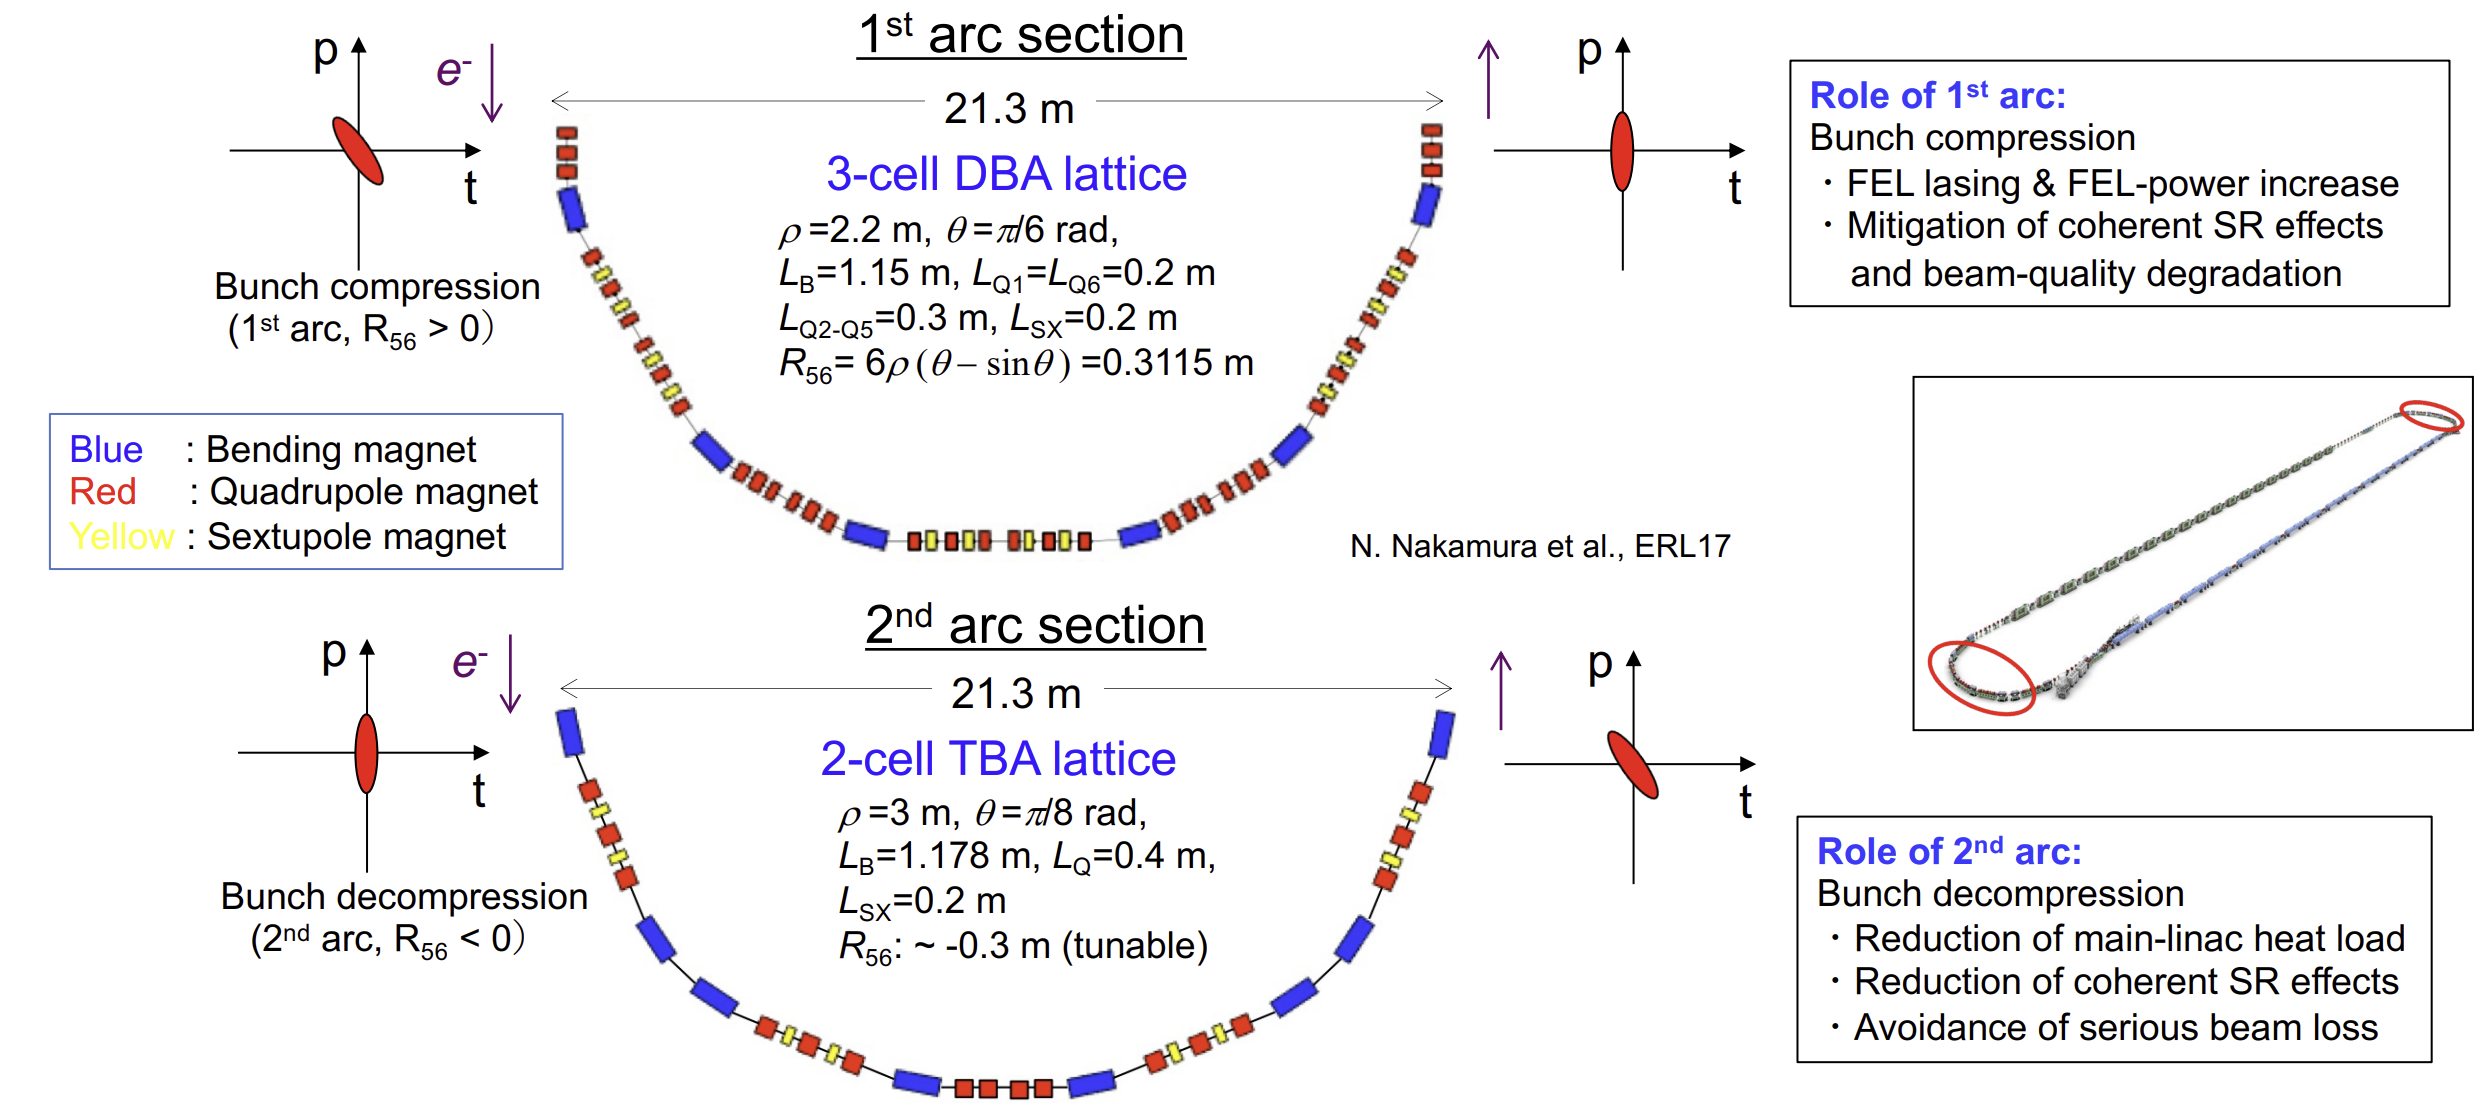 1st arc section
p
e-
21.3 m
p
t
t
3-cell DBA lattice
ρ=2.2 m, θ=π/6 rad,
LB=1.15 m, LQ1=LQ6=0.2 m
LQ2-Q5=0.3 m, LSX=0.2 m
R56= 6ρ(θ– sinθ) =0.3115 m
Bunch compression
(1st arc, R56 > 0)
Role of 1st arc:
Bunch compression
・FEL lasing & FEL-power increase
・Mitigation of coherent SR effects
and beam-quality degradation
Blue : Bending magnet
Red : Quadrupole magnet
Yellow : Sextupole magnet
N. Nakamura et al., ERL17
2nd arc section
p
e-
21.3 m
p
t
t
2-cell TBA lattice
ρ=3 m, θ=π/8 rad,
LB=1.178 m, LQ=0.4 m,
LSX=0.2 m
R56: ~ -0.3 m (tunable)
Bunch decompression
(2nd arc, R56 < 0)
Role of 2nd arc:
Bunch decompression
・Reduction of main-linac heat load
・Reduction of coherent SR effects
・Avoidance of serious beam loss